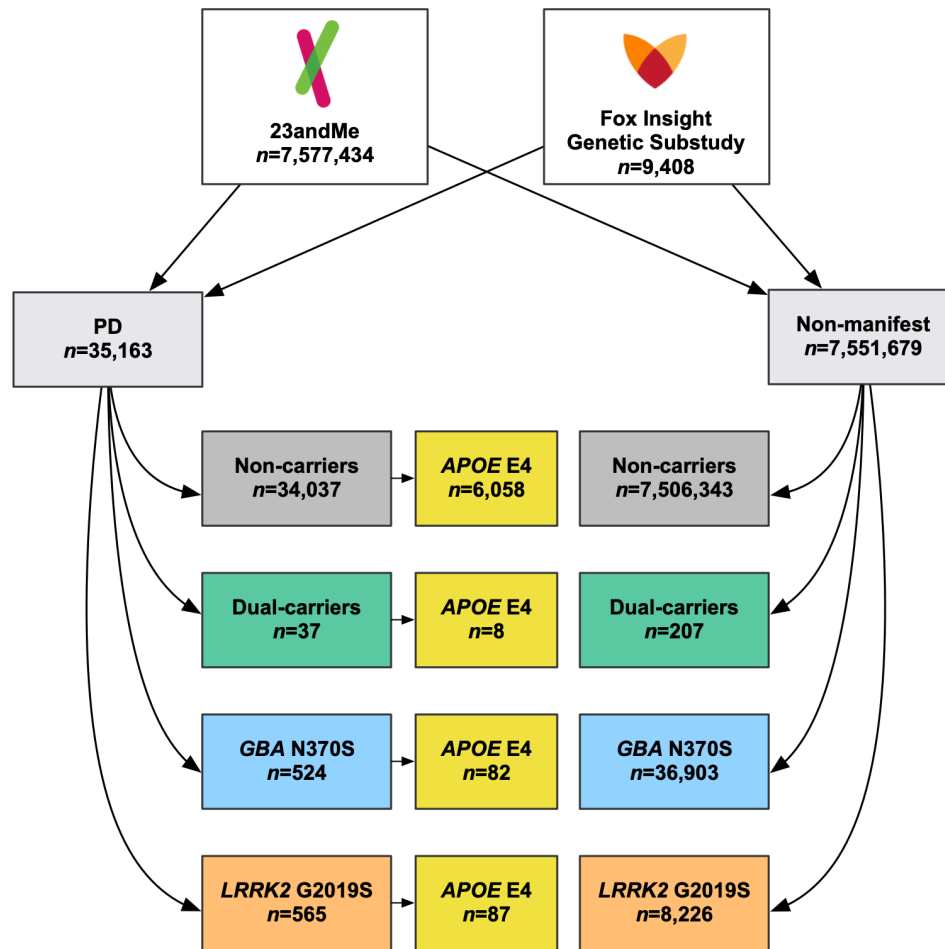 23andMe
n=7,577,434
Fox Insight
Genetic Substudy
n=9,408
PD
n=35,163
Non-manifest
n=7,551,679
Non-carriers
n=34,037
APOE E4
n=6,058
Non-carriers
n=7,506,343
Dual-carriers
n=37
APOE E4
n=8
Dual-carriers
n=207
GBA N370S
n=524
APOE E4
n=82
GBA N370S
n=36,903
LRRK2 G2019S
n=565
APOE E4
n=87
LRRK2 G2019S
n=8,226